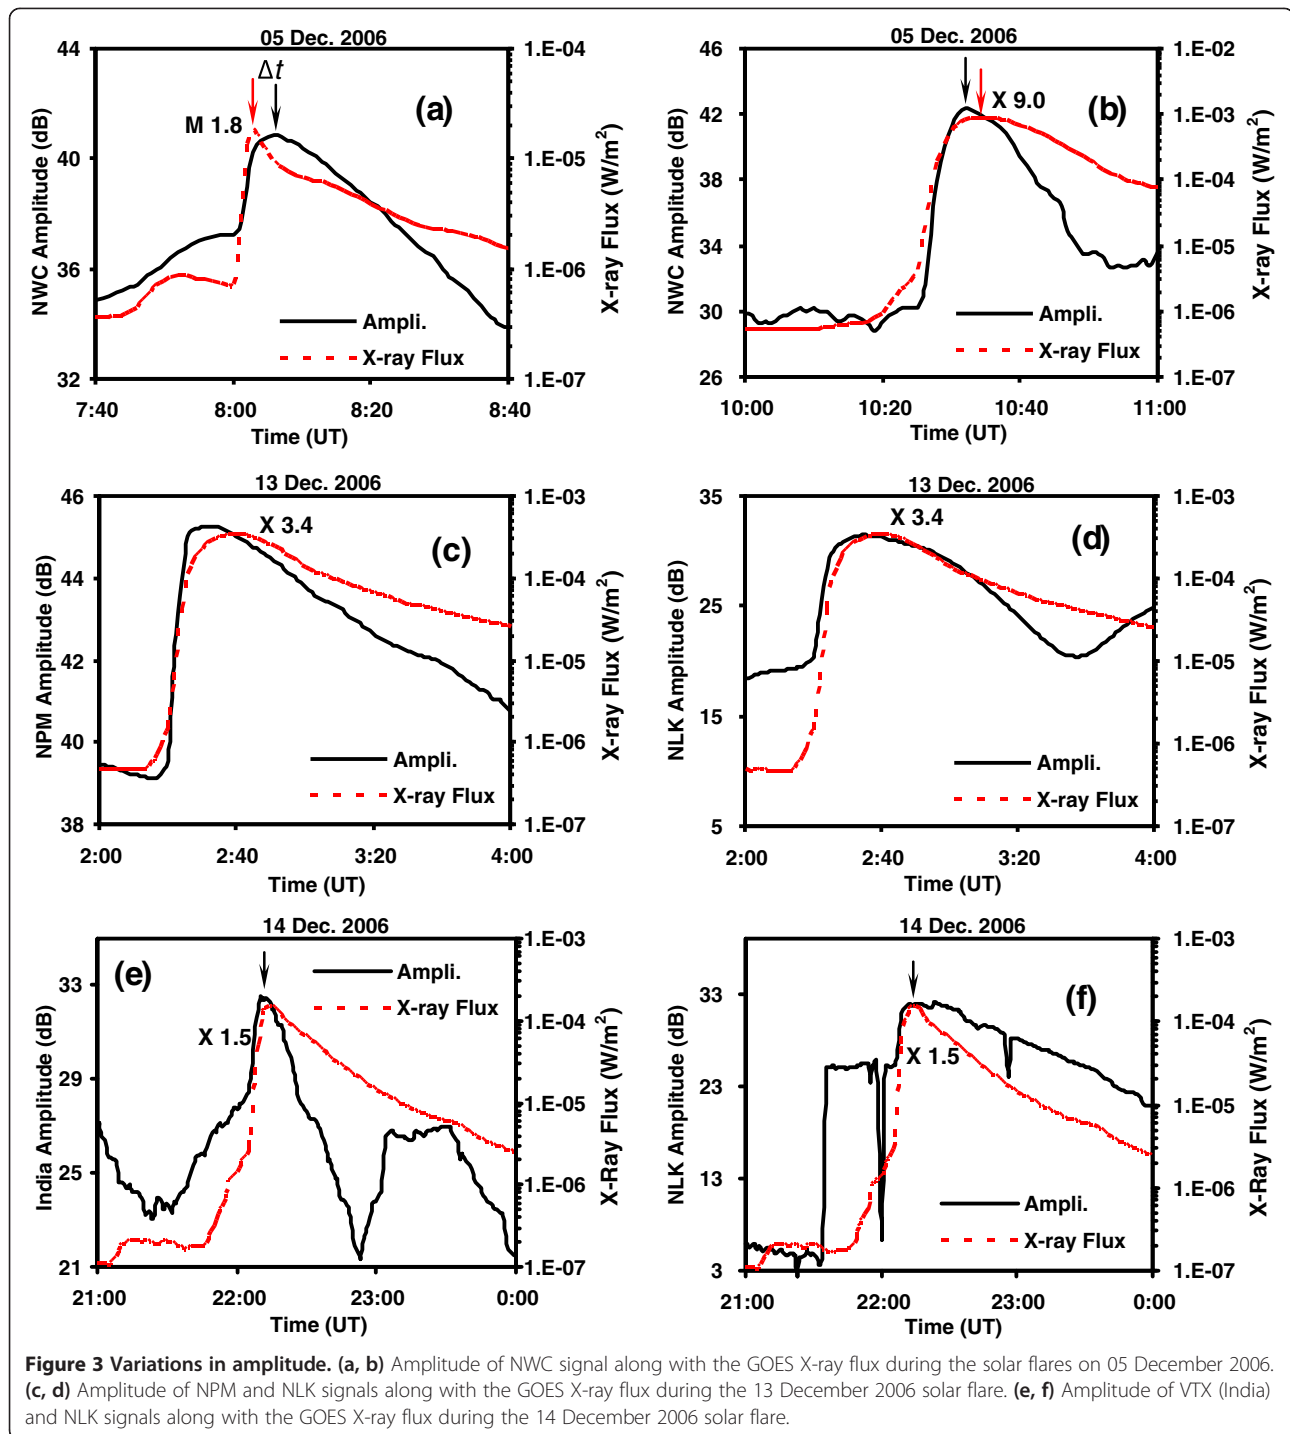 05 Dec. 2006
44
40
36
32
NWC Amplitude (dB)
1.E-04
1.E-05
1.E-06
1.E-07
X-ray Flux (W/m²)
Δt
M 1.8
(a)
Ampli.
X-ray Flux
7:40 8:00 8:20 8:40
Time (UT)
05 Dec. 2006
46
42
38
34
30
26
NWC Amplitude (dB)
1.E-02
1.E-03
1.E-04
1.E-05
1.E-06
1.E-07
X-ray Flux (W/m²)
(b)
X 9.0
Ampli.
X-ray Flux
10:00 10:20 10:40 11:00
Time (UT)
13 Dec. 2006
46
44
42
40
38
NPM Amplitude (dB)
1.E-03
1.E-04
1.E-05
1.E-06
1.E-07
X-ray Flux (W/m²)
X 3.4
(c)
Ampli.
X-ray Flux
2:00 2:40 3:20 4:00
Time (UT)
13 Dec. 2006
35
25
15
5
NLK Amplitude (dB)
1.E-03
1.E-04
1.E-05
1.E-06
1.E-07
X-ray Flux (W/m²)
X 3.4
(d)
Ampli.
X-ray Flux
2:00 2:40 3:20 4:00
Time (UT)
14 Dec. 2006
33
29
25
21
India Amplitude (dB)
1.E-03
1.E-04
1.E-05
1.E-06
1.E-07
X-Ray Flux (W/m²)
(e)
X 1.5
Ampli.
X-ray Flux
21:00 22:00 23:00 0:00
Time (UT)
14 Dec. 2006
33
23
13
3
NLK Amplitude (dB)
1.E-03
1.E-04
1.E-05
1.E-06
1.E-07
X-Ray Flux (W/m²)
(f)
X 1.5
Ampli.
X-ray Flux
21:00 22:00 23:00 0:00
Time (UT)
Figure 3 Variations in amplitude. (a, b) Amplitude of NWC signal along with the GOES X-ray flux during the solar flares on 05 December 2006.
(c, d) Amplitude of NPM and NLK signals along with the GOES X-ray flux during the 13 December 2006 solar flare. (e, f) Amplitude of VTX (India)
and NLK signals along with the GOES X-ray flux during the 14 December 2006 solar flare.